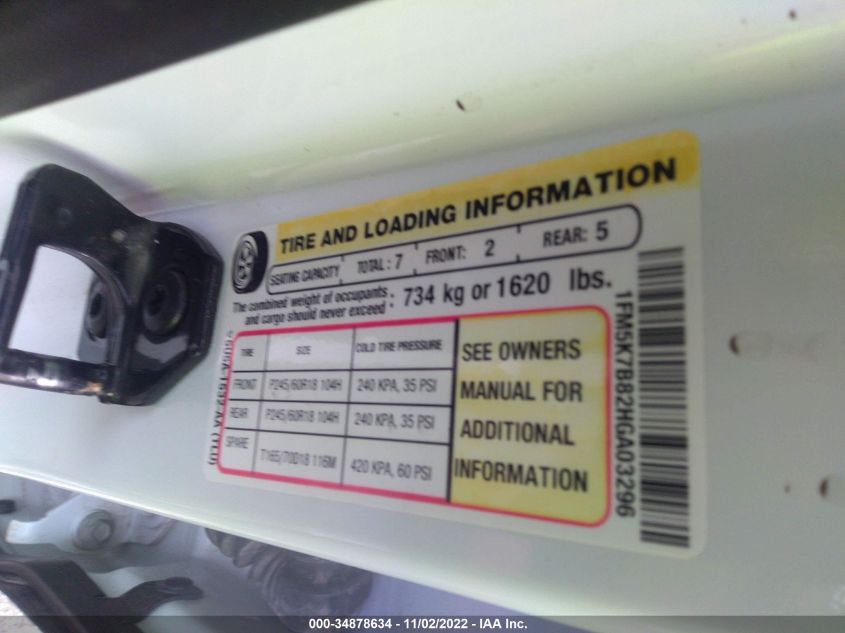 TIRE AND LOADING INFORMATION
SEATING CAPACITY TOTAL: 7 FRONT: 2 REAR: 5
The combined weight of occupants and cargo should never exceed: 734 kg or 1620 lbs.
TIRE SIZE COLD TIRE PRESSURE
FRONT P245/60R18 104H 240 KPA, 35 PSI
REAR P245/60R18 104H 240 KPA, 35 PSI
SPARE T165/70D18 116M 420 KPA, 60 PSI
SEE OWNERS
MANUAL FOR
ADDITIONAL
INFORMATION
1FM5K7B82HGA03296
000-34878634 - 11/02/2022 - IAA Inc.